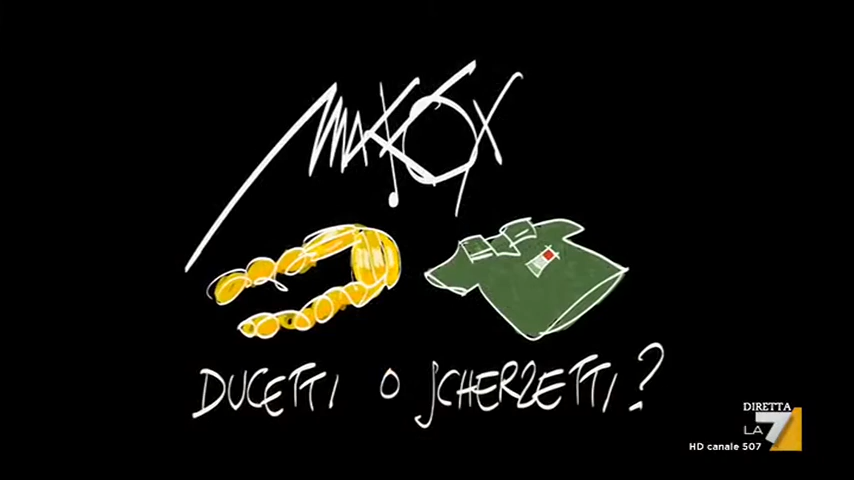 MAKKOX
DUCETTI O SCHERZETTI?
DIRETTA
LA7
HD canale 507